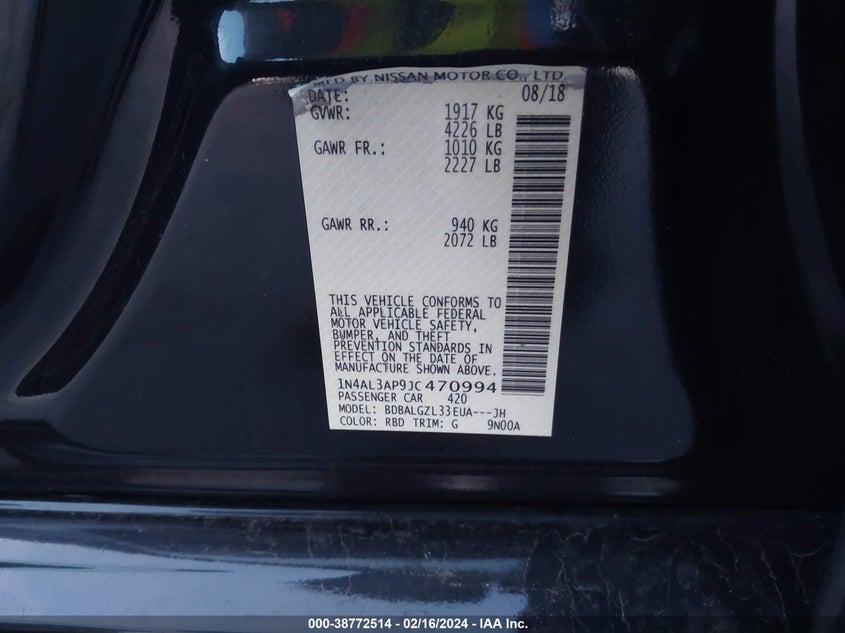 MFD BY NISSAN MOTOR CO., LTD.
DATE: 08/18
GVWR: 1917 KG
4226 LB
GAWR FR.: 1010 KG
2227 LB
GAWR RR.: 940 KG
2072 LB
THIS VEHICLE CONFORMS TO
ALL APPLICABLE FEDERAL
MOTOR VEHICLE SAFETY,
BUMPER, AND THEFT
PREVENTION STANDARDS IN
EFFECT ON THE DATE OF
MANUFACTURE SHOWN ABOVE.
1N4AL3AP9JC470994
PASSENGER CAR 420
MODEL: BDBALGZL33EUA---JH
COLOR: RBD TRIM: G 9N00A
000-38772514 - 02/16/2024 - IAA Inc.